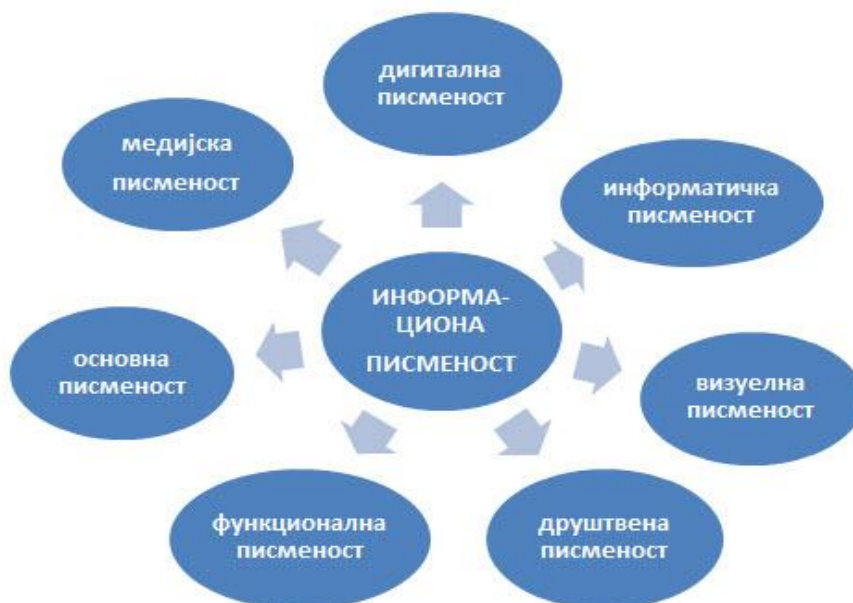 дигитална
писменост
медијска
писменост
информатичка
писменост
ИНФОРМА-
ЦИОНА
ПИСМЕНОСТ
основна
писменост
визуелна
писменост
функционална
писменост
друштвена
писменост